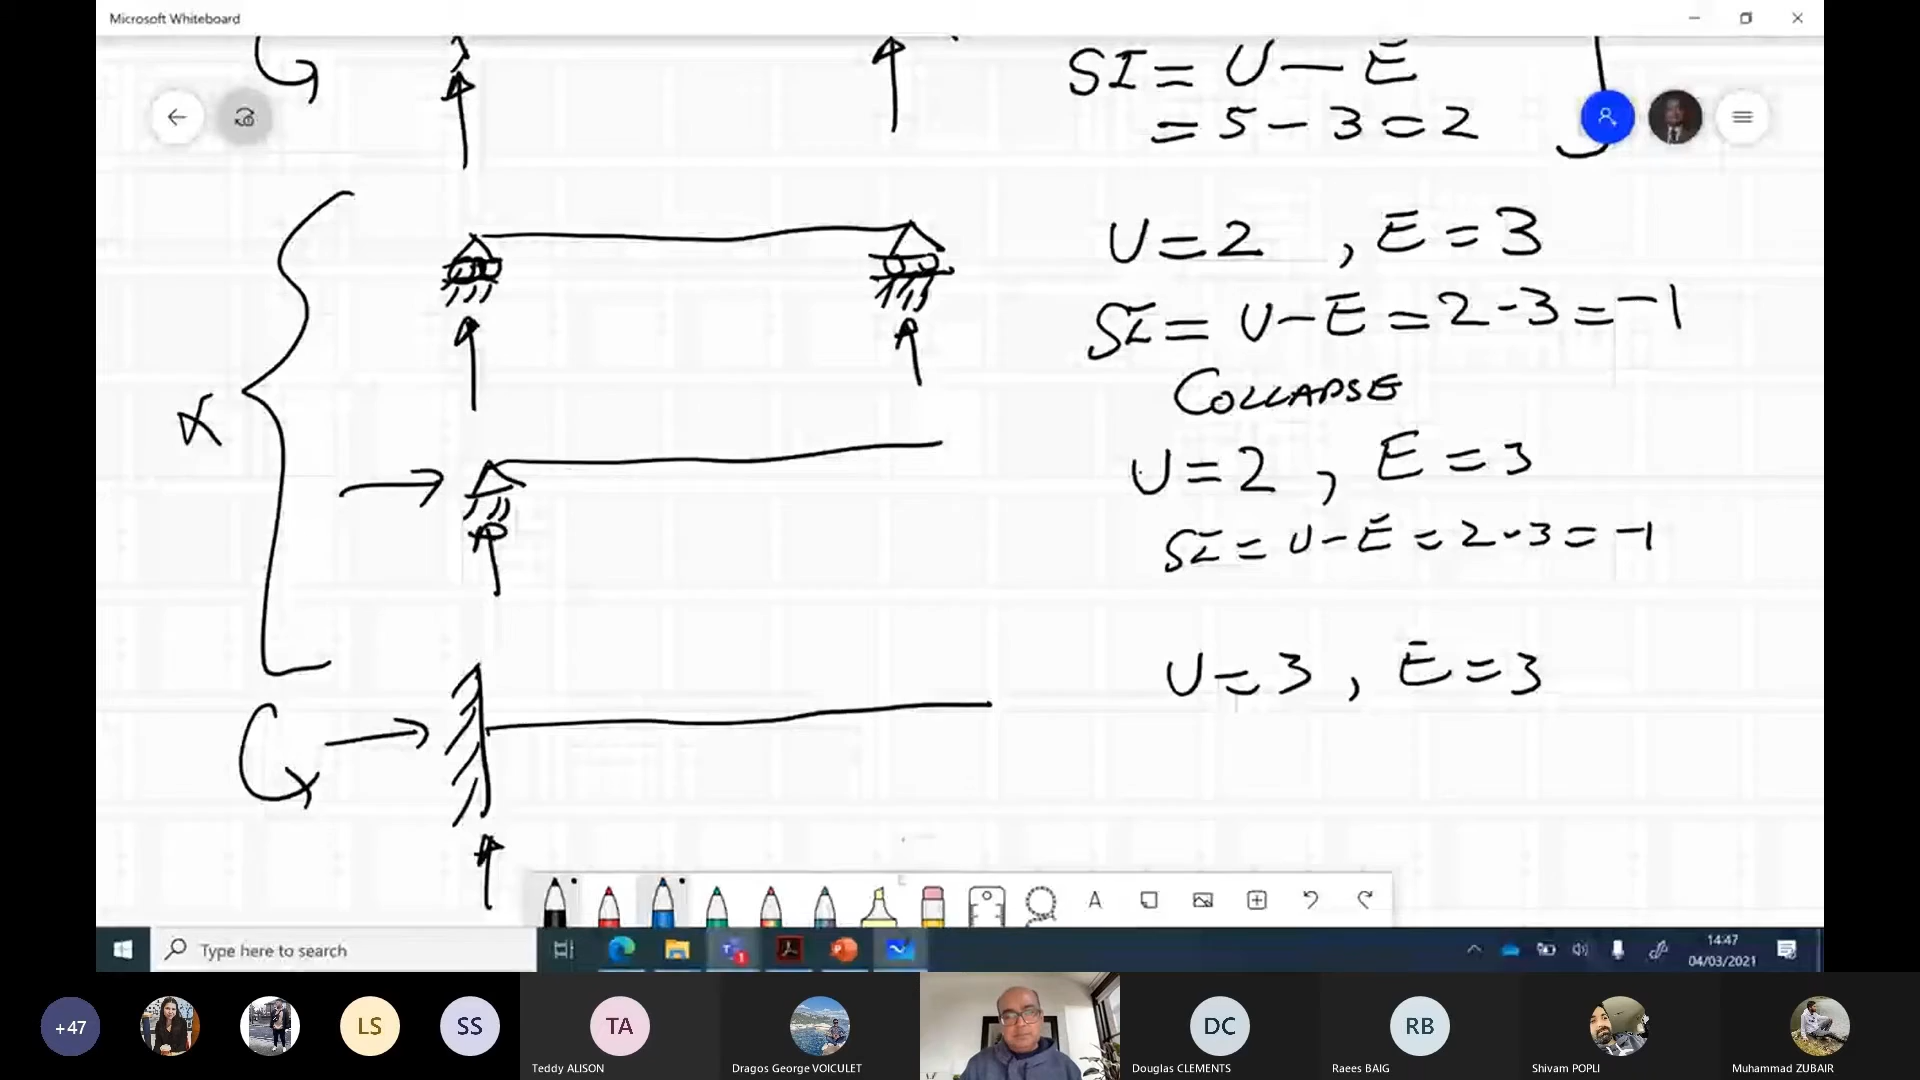 Microsoft Whiteboard
SI = U - E
= 5 - 3 = 2
U = 2 , E = 3
SI = U - E = 2 - 3 = -1
COLLAPSE
α
U = 2 , E = 3
SI = U - E = 2 - 3 = -1
U = 3 , E = 3
A
Type here to search
1
14:47
04/03/2021
+47
LS
SS
TA
DC
RB
Teddy ALISON
Dragos George VOICULET
Douglas CLEMENTS
Raees BAIG
Shivam POPLI
Muhammad ZUBAIR